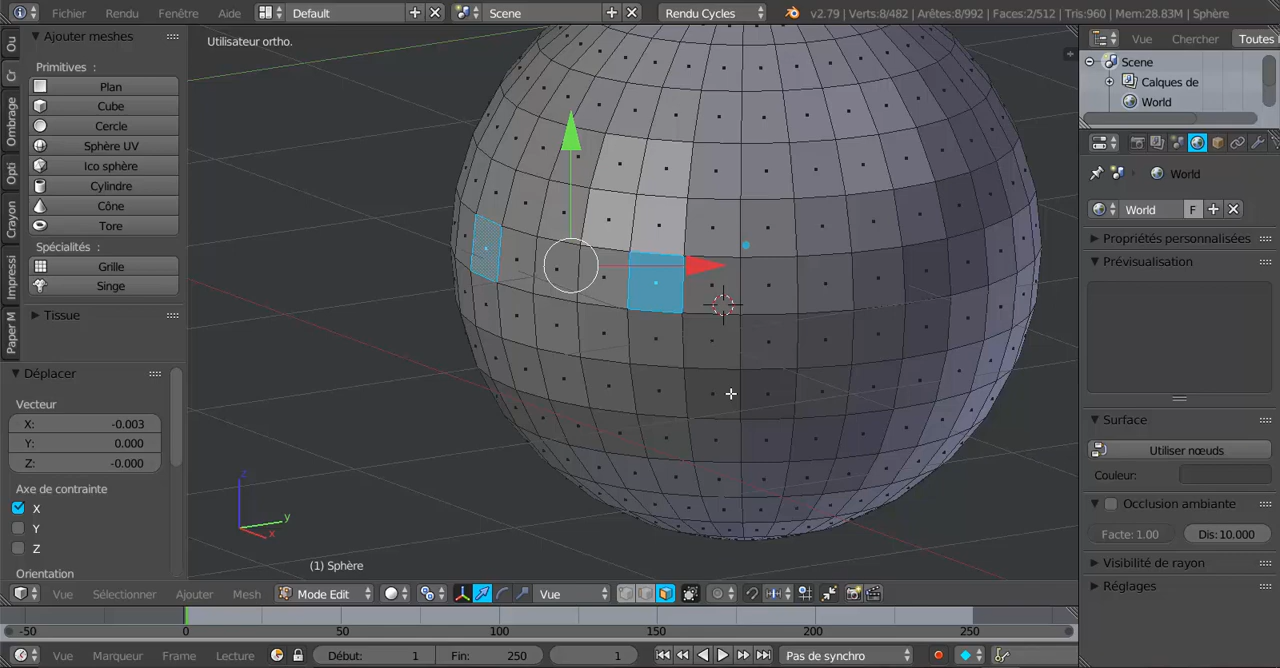 Fichier Rendu Fenêtre Aide Default Scene Rendu Cycles v2.79 | Verts:8/482 | Arêtes:8/992 | Faces:2/512 | Tris:960 | Mem:28.83M | Sphère
Ou
Cr
Ombrage
Opti
Crayon
Impressi
Paper M
Ajouter meshes
Primitives :
Plan
Cube
Cercle
Sphère UV
Ico sphère
Cylindre
Cône
Tore
Spécialités :
Grille
Singe
Tissue
Déplacer
Vecteur
X: -0.003
Y: 0.000
Z: -0.000
Axe de contrainte
X
Y
Z
Orientation
Utilisateur ortho.
z
y
x
(1) Sphère
Vue Sélectionner Ajouter Mesh Mode Edit Vue
Vue Chercher Toutes
Scene
Calques de
World
World
World F
Propriétés personnalisées
Prévisualisation
Surface
Utiliser nœuds
Couleur:
Occlusion ambiante
Facte: 1.00 Dis: 10.000
Visibilité de rayon
Réglages
-50 0 50 100 150 200 250
Vue Marqueur Frame Lecture Début: 1 Fin: 250 1 Pas de synchro